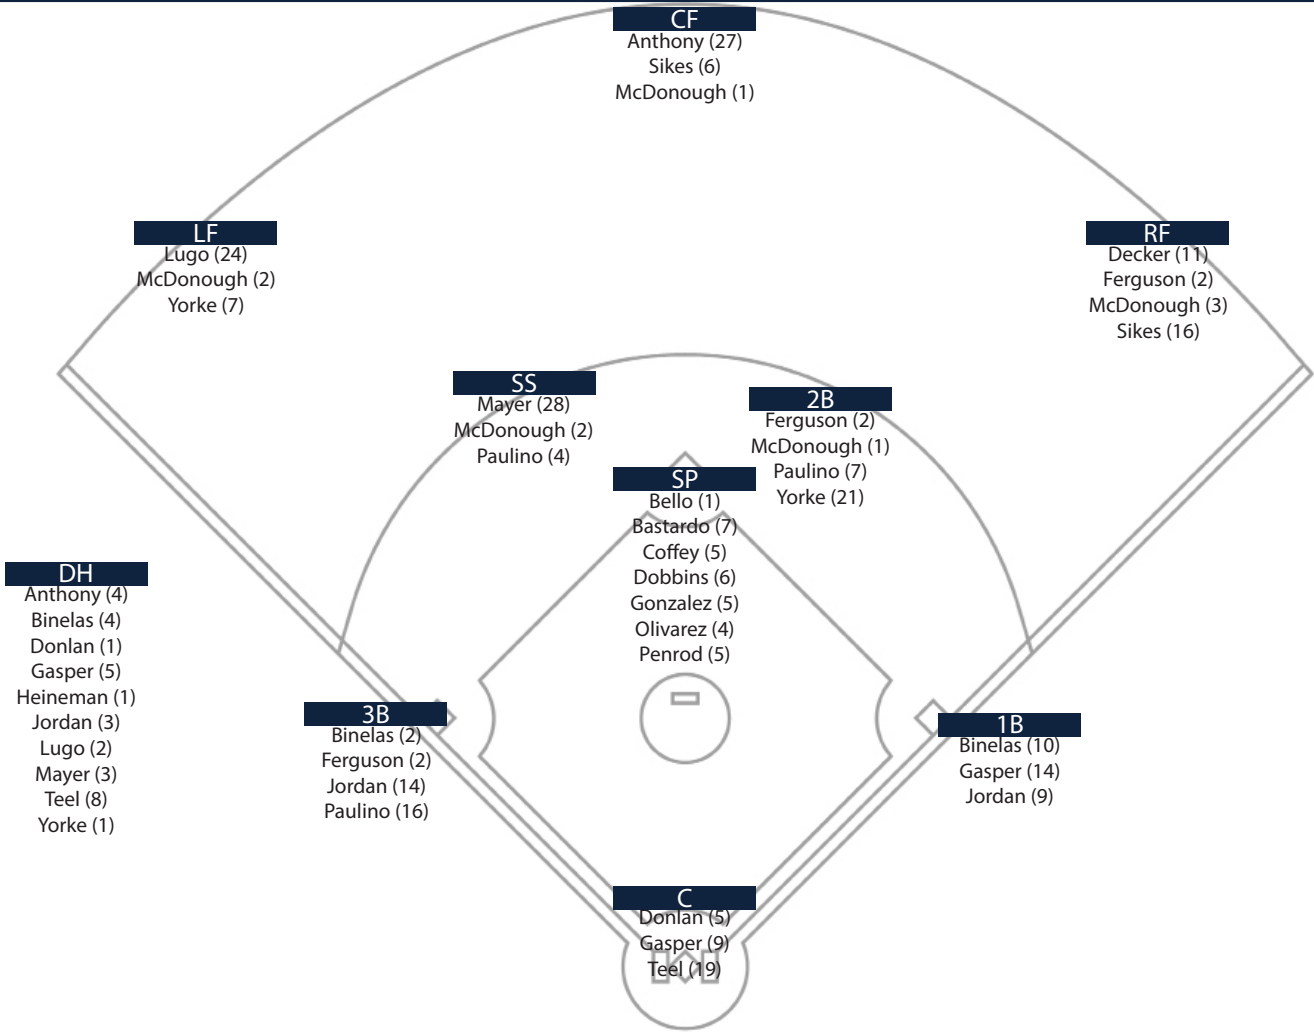 CF
Anthony (27)
Sikes (6)
McDonough (1)
LF
Lugo (24)
McDonough (2)
Yorke (7)
RF
Decker (11)
Ferguson (2)
McDonough (3)
Sikes (16)
SS
Mayer (28)
McDonough (2)
Paulino (4)
2B
Ferguson (2)
McDonough (1)
Paulino (7)
Yorke (21)
SP
Bello (1)
Bastardo (7)
Coffey (5)
Dobbins (6)
Gonzalez (5)
Olivarez (4)
Penrod (5)
DH
Anthony (4)
Binelas (4)
Donlan (1)
Gasper (5)
Heineman (1)
Jordan (3)
Lugo (2)
Mayer (3)
Teel (8)
Yorke (1)
3B
Binelas (2)
Ferguson (2)
Jordan (14)
Paulino (16)
1B
Binelas (10)
Gasper (14)
Jordan (9)
C
Donlan (5)
Gasper (9)
Teel (19)